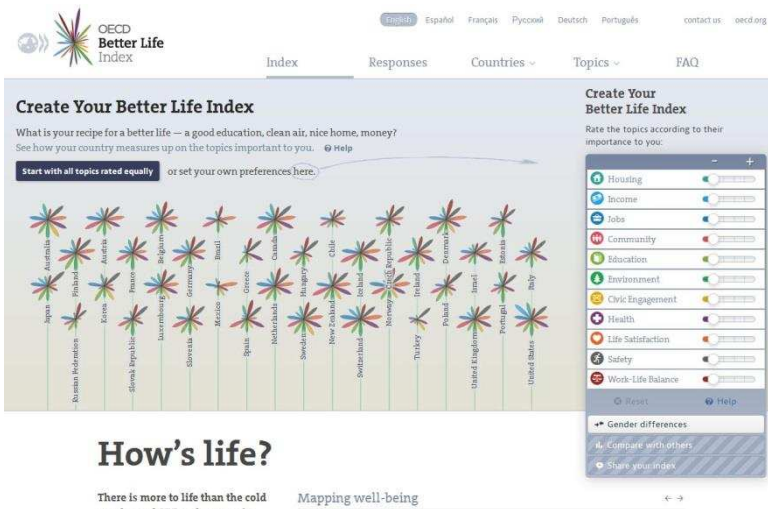 OECD
Better Life
Index
English Español Français Русский Deutsch Português contact us oecd.org
Index Responses Countries Topics FAQ
Create Your Better Life Index
What is your recipe for a better life — a good education, clean air, nice home, money?
See how your country measures up on the topics important to you. Help
Start with all topics rated equally or set your own preferences here.
Australia
Austria
Belgium
Brazil
Canada
Chile
Czech Republic
Denmark
Estonia
Finland
France
Germany
Greece
Hungary
Iceland
Ireland
Israel
Italy
Japan
Korea
Luxembourg
Mexico
Netherlands
New Zealand
Norway
Poland
Portugal
Russian Federation
Slovak Republic
Slovenia
Spain
Sweden
Switzerland
Turkey
United Kingdom
United States
Create Your
Better Life Index
Rate the topics according to their
importance to you:
- +
Housing
Income
Jobs
Community
Education
Environment
Civic Engagement
Health
Life Satisfaction
Safety
Work-Life Balance
Reset Help
Gender differences
Compare with others
Share your index
How's life?
There is more to life than the cold
Mapping well-being